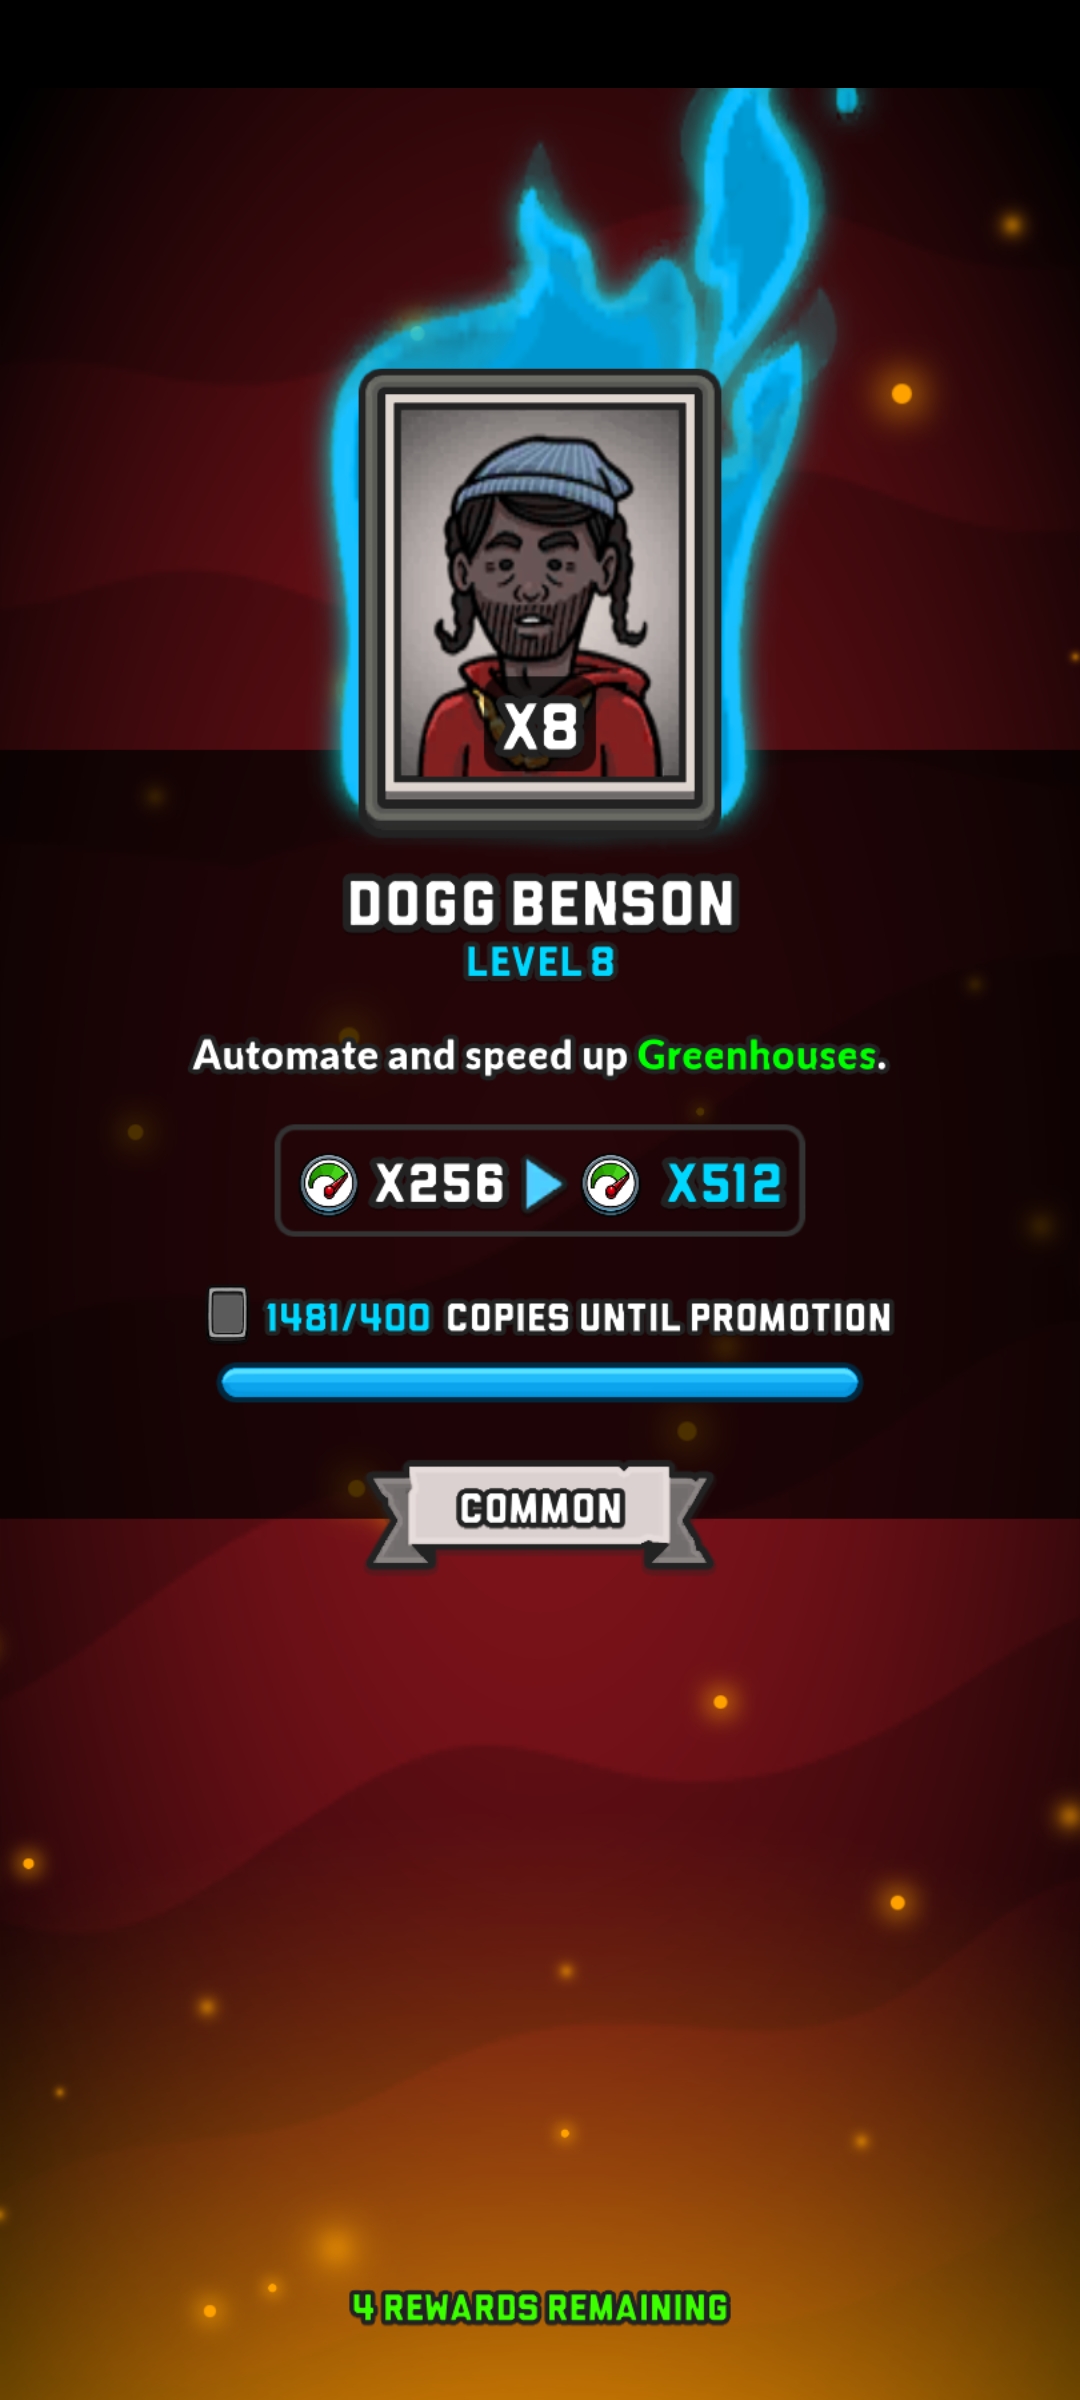 X8
DOGG BENSON
LEVEL 8
Automate and speed up Greenhouses.
X256 X512
1481/400 COPIES UNTIL PROMOTION
COMMON
4 REWARDS REMAINING